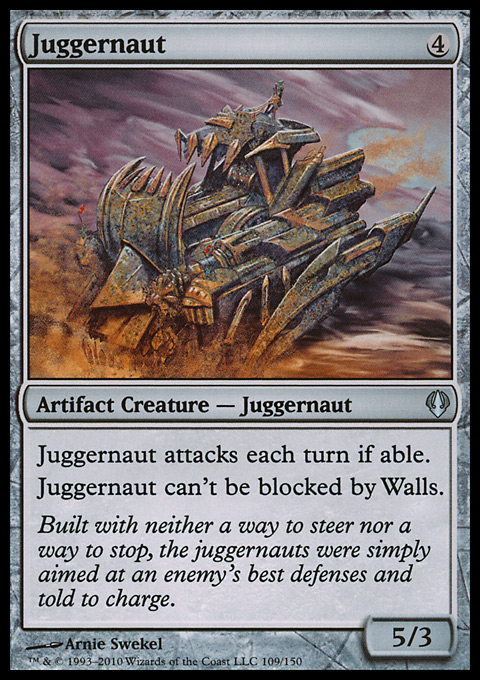 Juggernaut 4
Artifact Creature — Juggernaut
Juggernaut attacks each turn if able.
Juggernaut can't be blocked by Walls.
Built with neither a way to steer nor a
way to stop, the juggernauts were simply
aimed at an enemy's best defenses and
told to charge.
Arnie Swekel
5/3
™ & © 1993–2010 Wizards of the Coast LLC 109/150